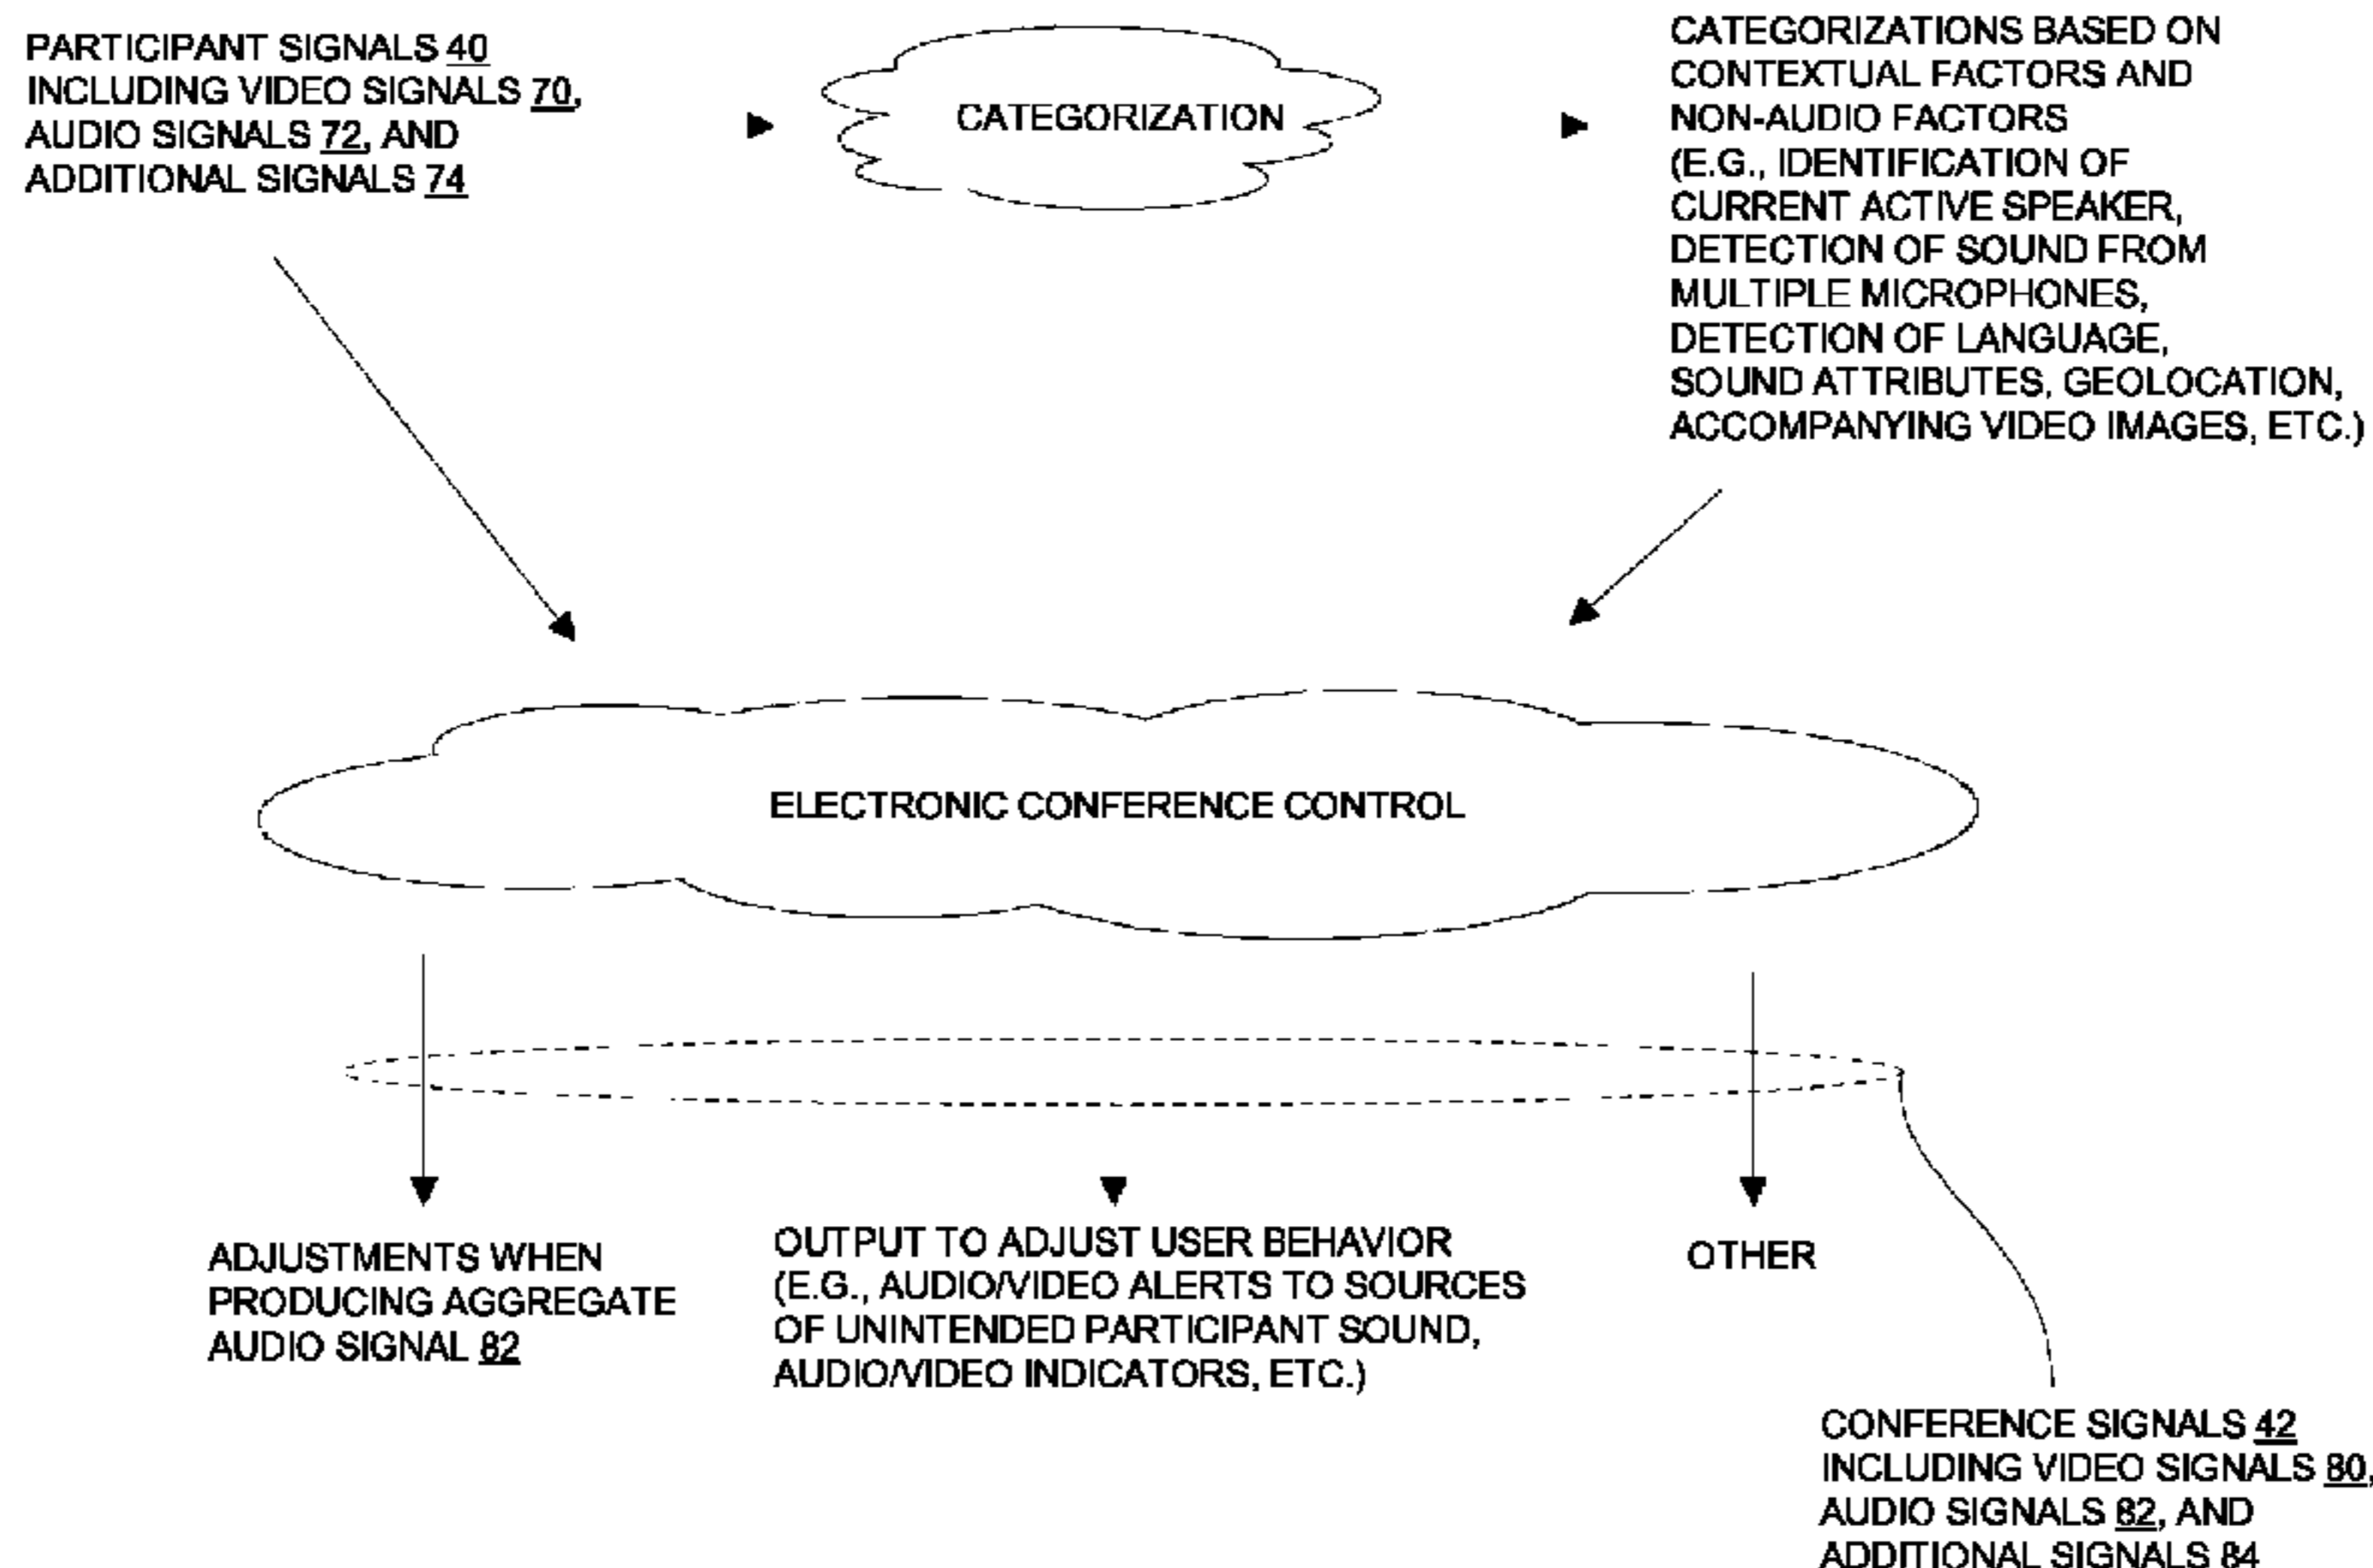 PARTICIPANT SIGNALS 40
INCLUDING VIDEO SIGNALS 70,
AUDIO SIGNALS 72, AND
ADDITIONAL SIGNALS 74
CATEGORIZATION
CATEGORIZATIONS BASED ON
CONTEXTUAL FACTORS AND
NON-AUDIO FACTORS
(E.G., IDENTIFICATION OF
CURRENT ACTIVE SPEAKER,
DETECTION OF SOUND FROM
MULTIPLE MICROPHONES,
DETECTION OF LANGUAGE,
SOUND ATTRIBUTES, GEOLOCATION,
ACCOMPANYING VIDEO IMAGES, ETC.)
ELECTRONIC CONFERENCE CONTROL
ADJUSTMENTS WHEN
PRODUCING AGGREGATE
AUDIO SIGNAL 82
OUTPUT TO ADJUST USER BEHAVIOR
(E.G., AUDIO/VIDEO ALERTS TO SOURCES
OF UNINTENDED PARTICIPANT SOUND,
AUDIO/VIDEO INDICATORS, ETC.)
OTHER
CONFERENCE SIGNALS 42
INCLUDING VIDEO SIGNALS 80,
AUDIO SIGNALS 82, AND
ADDITIONAL SIGNALS 84